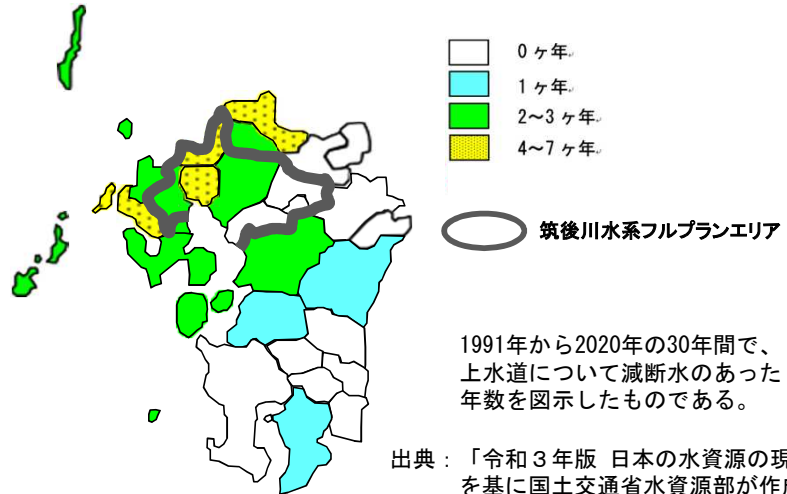 0 ヶ年
1 ヶ年
2~3 ヶ年
4~7 ヶ年
筑後川水系フルプランエリア
1991年から2020年の30年間で、
上水道について減断水のあった
年数を図示したものである。
出典：「令和３年版 日本の水資源の現
を基に国土交通省水資源部が作成